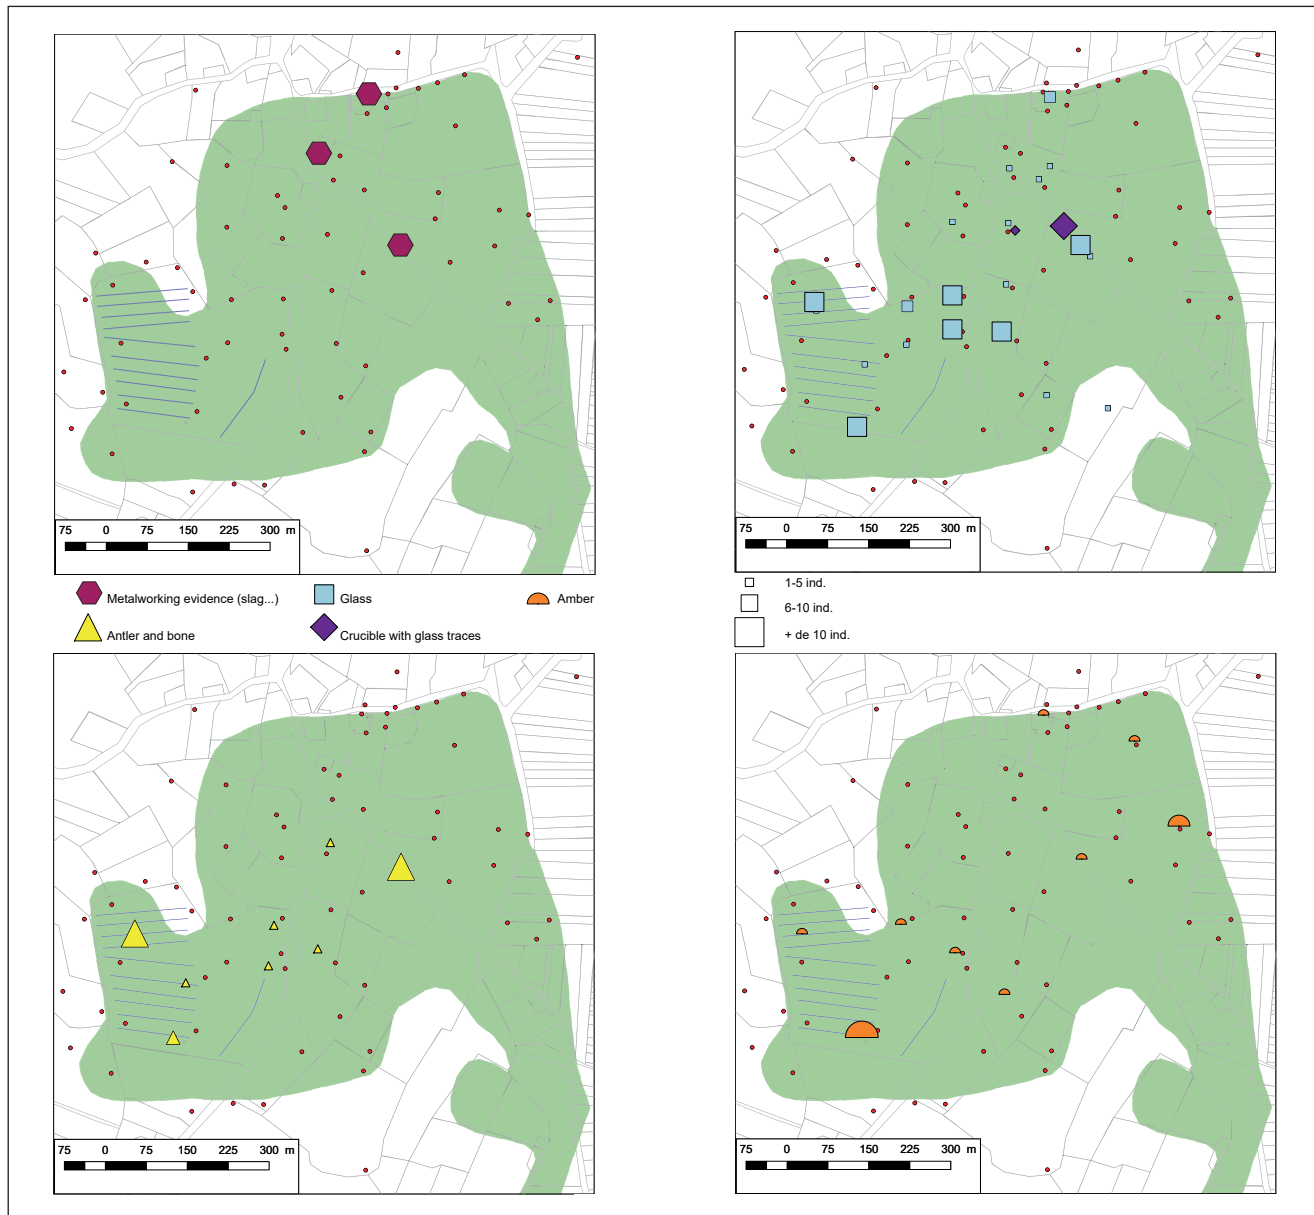 75 0 75 150 225 300 m
75 0 75 150 225 300 m
Metalworking evidence (slag...)
Glass
Amber
Antler and bone
Crucible with glass traces
1-5 ind.
6-10 ind.
+ de 10 ind.
75 0 75 150 225 300 m
75 0 75 150 225 300 m